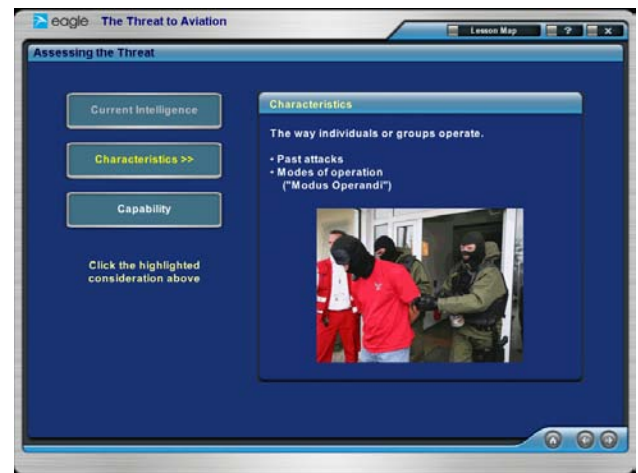 eagle The Threat to Aviation
Lesson Map ? x
Assessing the Threat
Current Intelligence
Characteristics >>
Capability
Click the highlighted
consideration above
Characteristics
The way individuals or groups operate.
• Past attacks
• Modes of operation
("Modus Operandi")